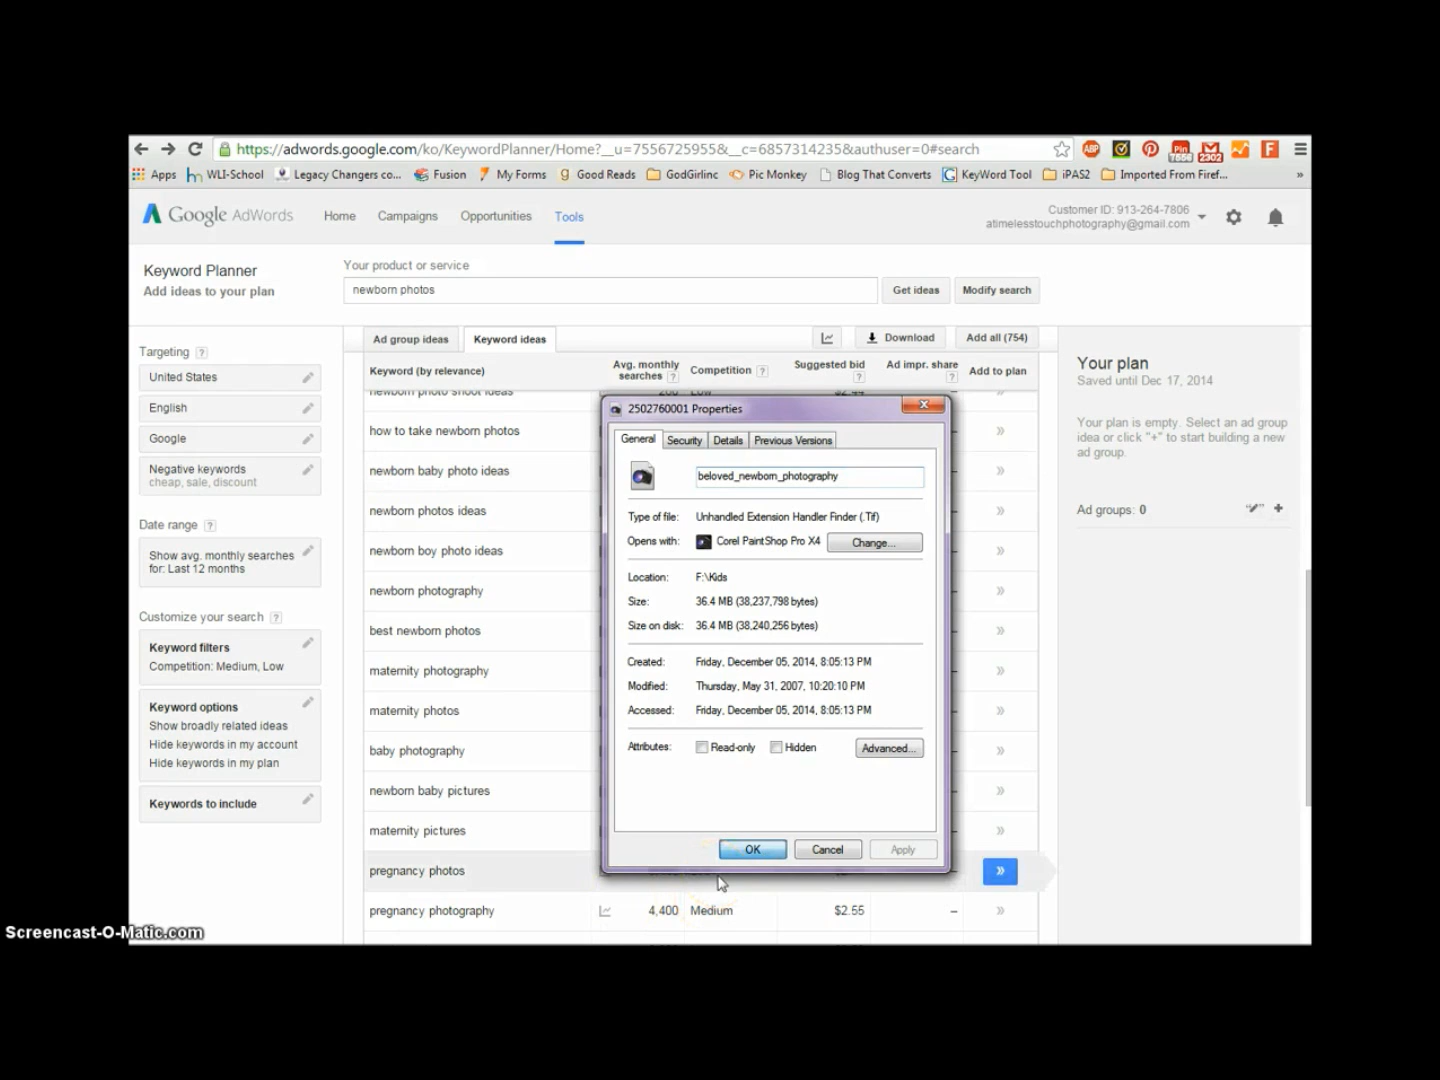 https://adwords.google.com/ko/KeywordPlanner/Home?__u=7556725955&__c=6857314235&authuser=0#search
ABP
Pin
7556
2302
F
Apps
WLI-School
Legacy Changers co...
Fusion
My Forms
Good Reads
GodGirlinc
Pic Monkey
Blog That Converts
KeyWord Tool
iPAS2
Imported From Firef...
»
Google AdWords
Home
Campaigns
Opportunities
Tools
Customer ID: 913-264-7806
atimelesstouchphotography@gmail.com
Keyword Planner
Add ideas to your plan
Your product or service
newborn photos
Get ideas
Modify search
Targeting ?
United States
English
Google
Negative keywords
cheap, sale, discount
Date range ?
Show avg. monthly searches
for: Last 12 months
Customize your search ?
Keyword filters
Competition: Medium, Low
Keyword options
Show broadly related ideas
Hide keywords in my account
Hide keywords in my plan
Keywords to include
Ad group ideas
Keyword ideas
Download
Add all (754)
Keyword (by relevance)
Avg. monthly
searches ?
Competition ?
Suggested bid
?
Ad impr. share
?
Add to plan
newborn photo shoot ideas
how to take newborn photos
newborn baby photo ideas
newborn photos ideas
newborn boy photo ideas
newborn photography
best newborn photos
maternity photography
maternity photos
baby photography
newborn baby pictures
maternity pictures
pregnancy photos
pregnancy photography
4,400
Medium
$2.55
–
»
2502760001 Properties
General
Security
Details
Previous Versions
beloved_newborn_photography
Type of file:
Unhandled Extension Handler Finder (.Tif)
Opens with:
Corel PaintShop Pro X4
Change...
Location:
F:\Kids
Size:
36.4 MB (38,237,798 bytes)
Size on disk:
36.4 MB (38,240,256 bytes)
Created:
Friday, December 05, 2014, 8:05:13 PM
Modified:
Thursday, May 31, 2007, 10:20:10 PM
Accessed:
Friday, December 05, 2014, 8:05:13 PM
Attributes:
Read-only
Hidden
Advanced...
OK
Cancel
Apply
Your plan
Saved until Dec 17, 2014
Your plan is empty. Select an ad group
idea or click "+" to start building a new
ad group.
Ad groups: 0
Screencast-O-Matic.com